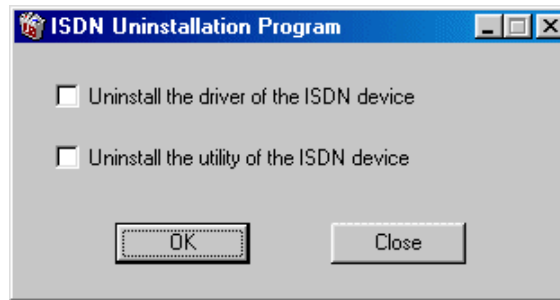 ISDN Uninstallation Program
Uninstall the driver of the ISDN device
Uninstall the utility of the ISDN device
OK Close